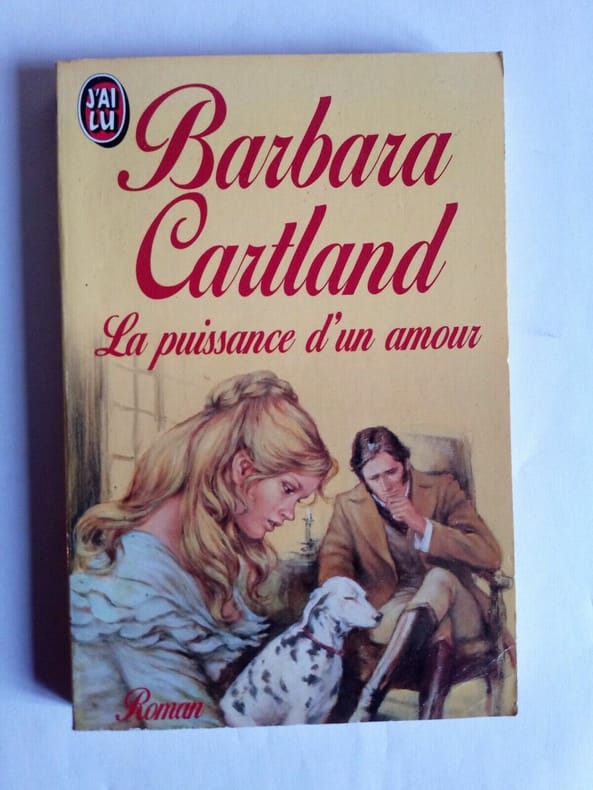 J'AI
LU
Barbara
Cartland
La puissance d'un amour
Roman